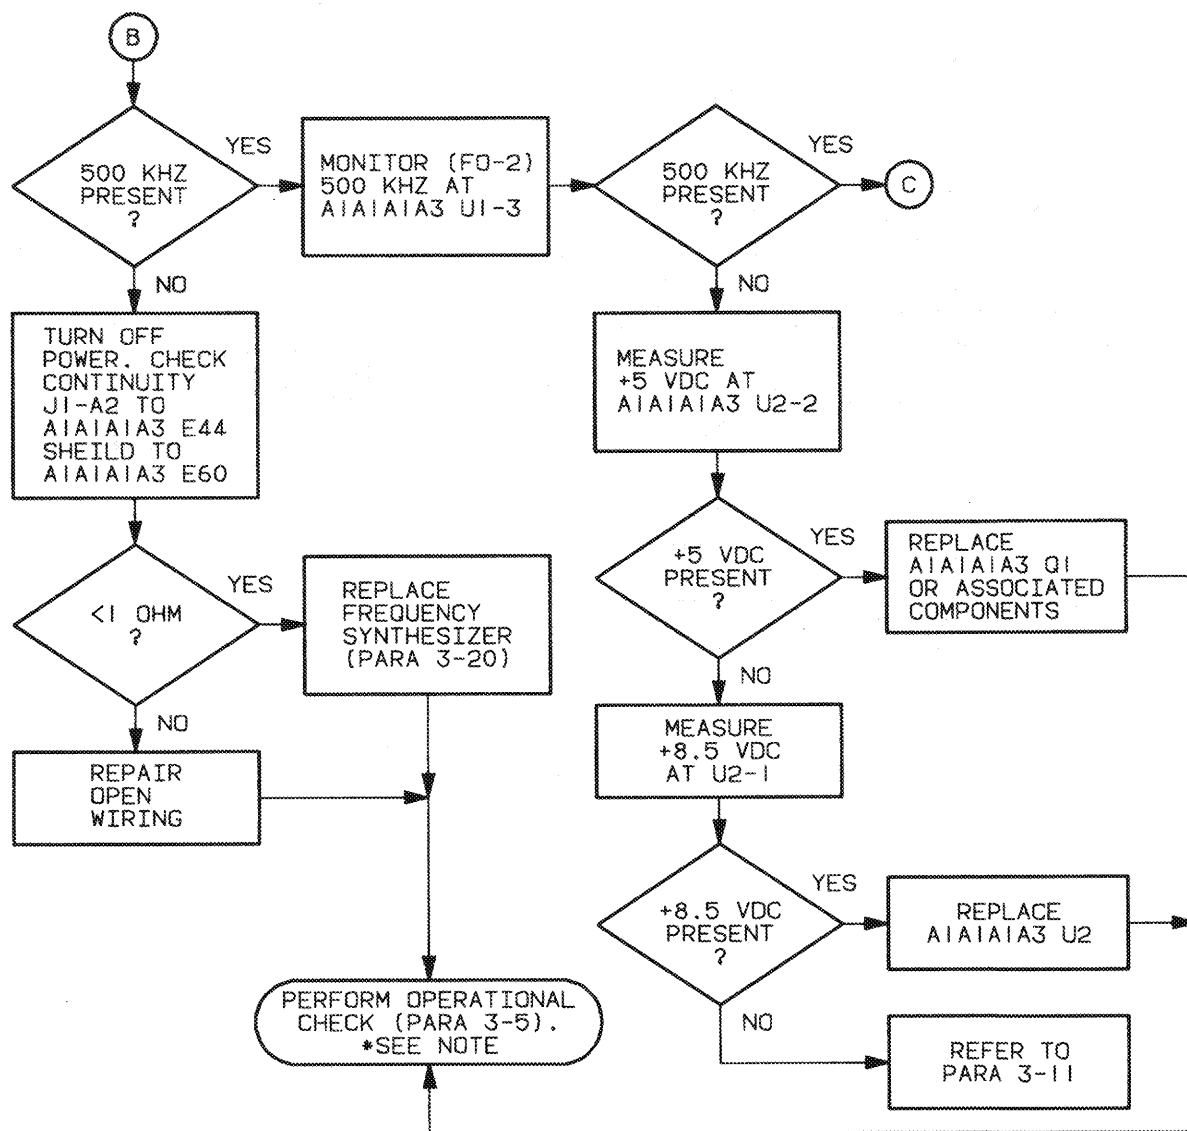 B
500 KHZ
PRESENT
?
YES
NO
MONITOR (FO-2)
500 KHZ AT
A1A1A1A3 U1-3
500 KHZ
PRESENT
?
YES
NO
C
TURN OFF
POWER. CHECK
CONTINUITY
J1-A2 TO
A1A1A1A3 E44
SHEILD TO
A1A1A1A3 E60
MEASURE
+5 VDC AT
A1A1A1A3 U2-2
<1 OHM
?
YES
NO
REPLACE
FREQUENCY
SYNTHESIZER
(PARA 3-20)
+5 VDC
PRESENT
?
YES
NO
REPLACE
A1A1A1A3 Q1
OR ASSOCIATED
COMPONENTS
REPAIR
OPEN
WIRING
MEASURE
+8.5 VDC
AT U2-1
+8.5 VDC
PRESENT
?
YES
NO
REPLACE
A1A1A1A3 U2
PERFORM OPERATIONAL
CHECK (PARA 3-5).
*SEE NOTE
REFER TO
PARA 3-11